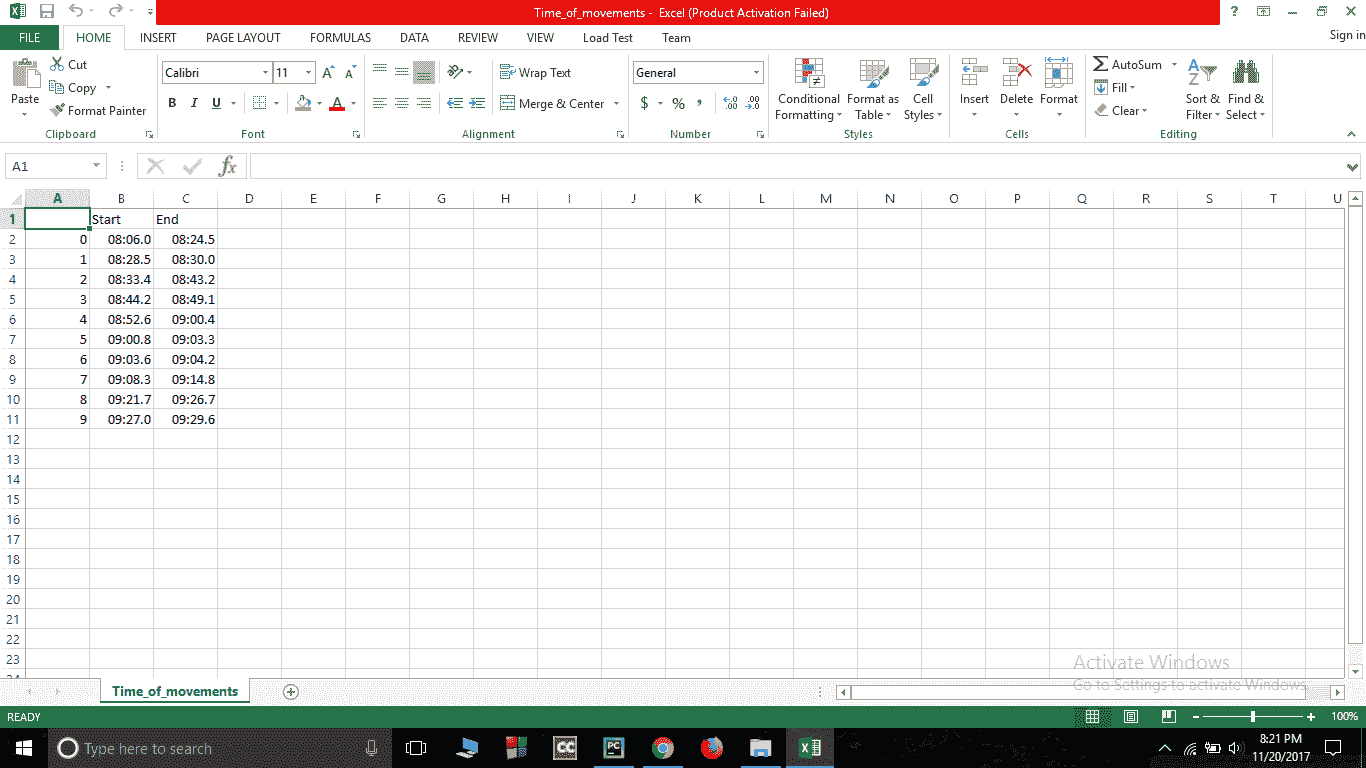 Time_of_movements - Excel (Product Activation Failed)
?
FILE HOME INSERT PAGE LAYOUT FORMULAS DATA REVIEW VIEW Load Test Team Sign in
Paste
Cut
Copy
Format Painter
Clipboard
Calibri 11 A A
B I U A
Font
Wrap Text
Merge & Center
Alignment
General
$ % ,
Number
Conditional Formatting
Format as Table
Cell Styles
Styles
Insert
Delete
Format
Cells
AutoSum
Fill
Clear
Sort & Filter
Find & Select
Editing
A1 fx
A B C D E F G H I J K L M N O P Q R S T U
1 Start End
2 0 08:06.0 08:24.5
3 1 08:28.5 08:30.0
4 2 08:33.4 08:43.2
5 3 08:44.2 08:49.1
6 4 08:52.6 09:00.4
7 5 09:00.8 09:03.3
8 6 09:03.6 09:04.2
9 7 09:08.3 09:14.8
10 8 09:21.7 09:26.7
11 9 09:27.0 09:29.6
12
13
14
15
16
17
18
19
20
21
22
23
Activate Windows
Go to Settings to activate Windows.
Time_of_movements
READY 100%
Type here to search
CC
PC
8:21 PM
11/20/2017